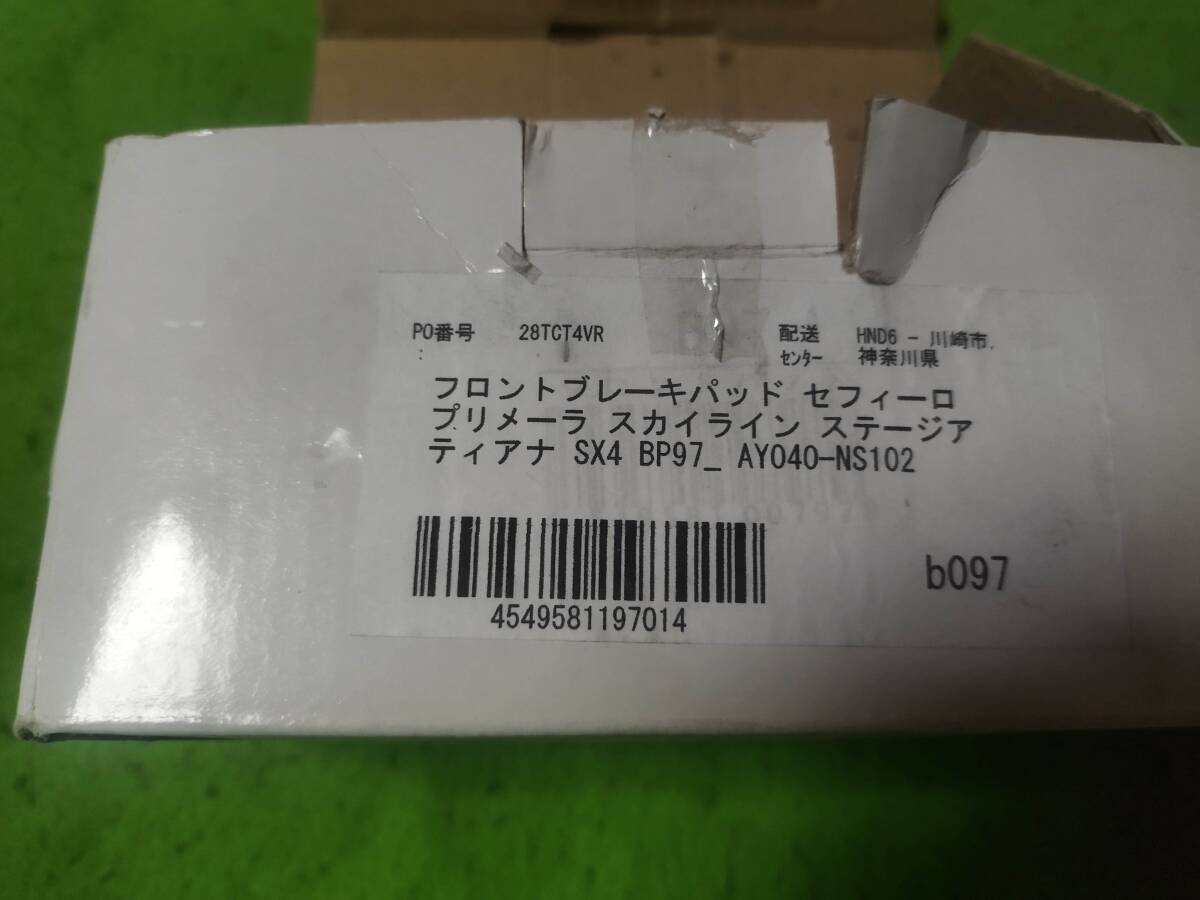 PO番号 28TCT4VR 配送 HND6 - 川崎市,
: センター 神奈川県
フロントブレーキパッド セフィーロ
プリメーラ スカイライン ステージア
ティアナ SX4 BP97_ AY040-NS102
b097
4549581197014